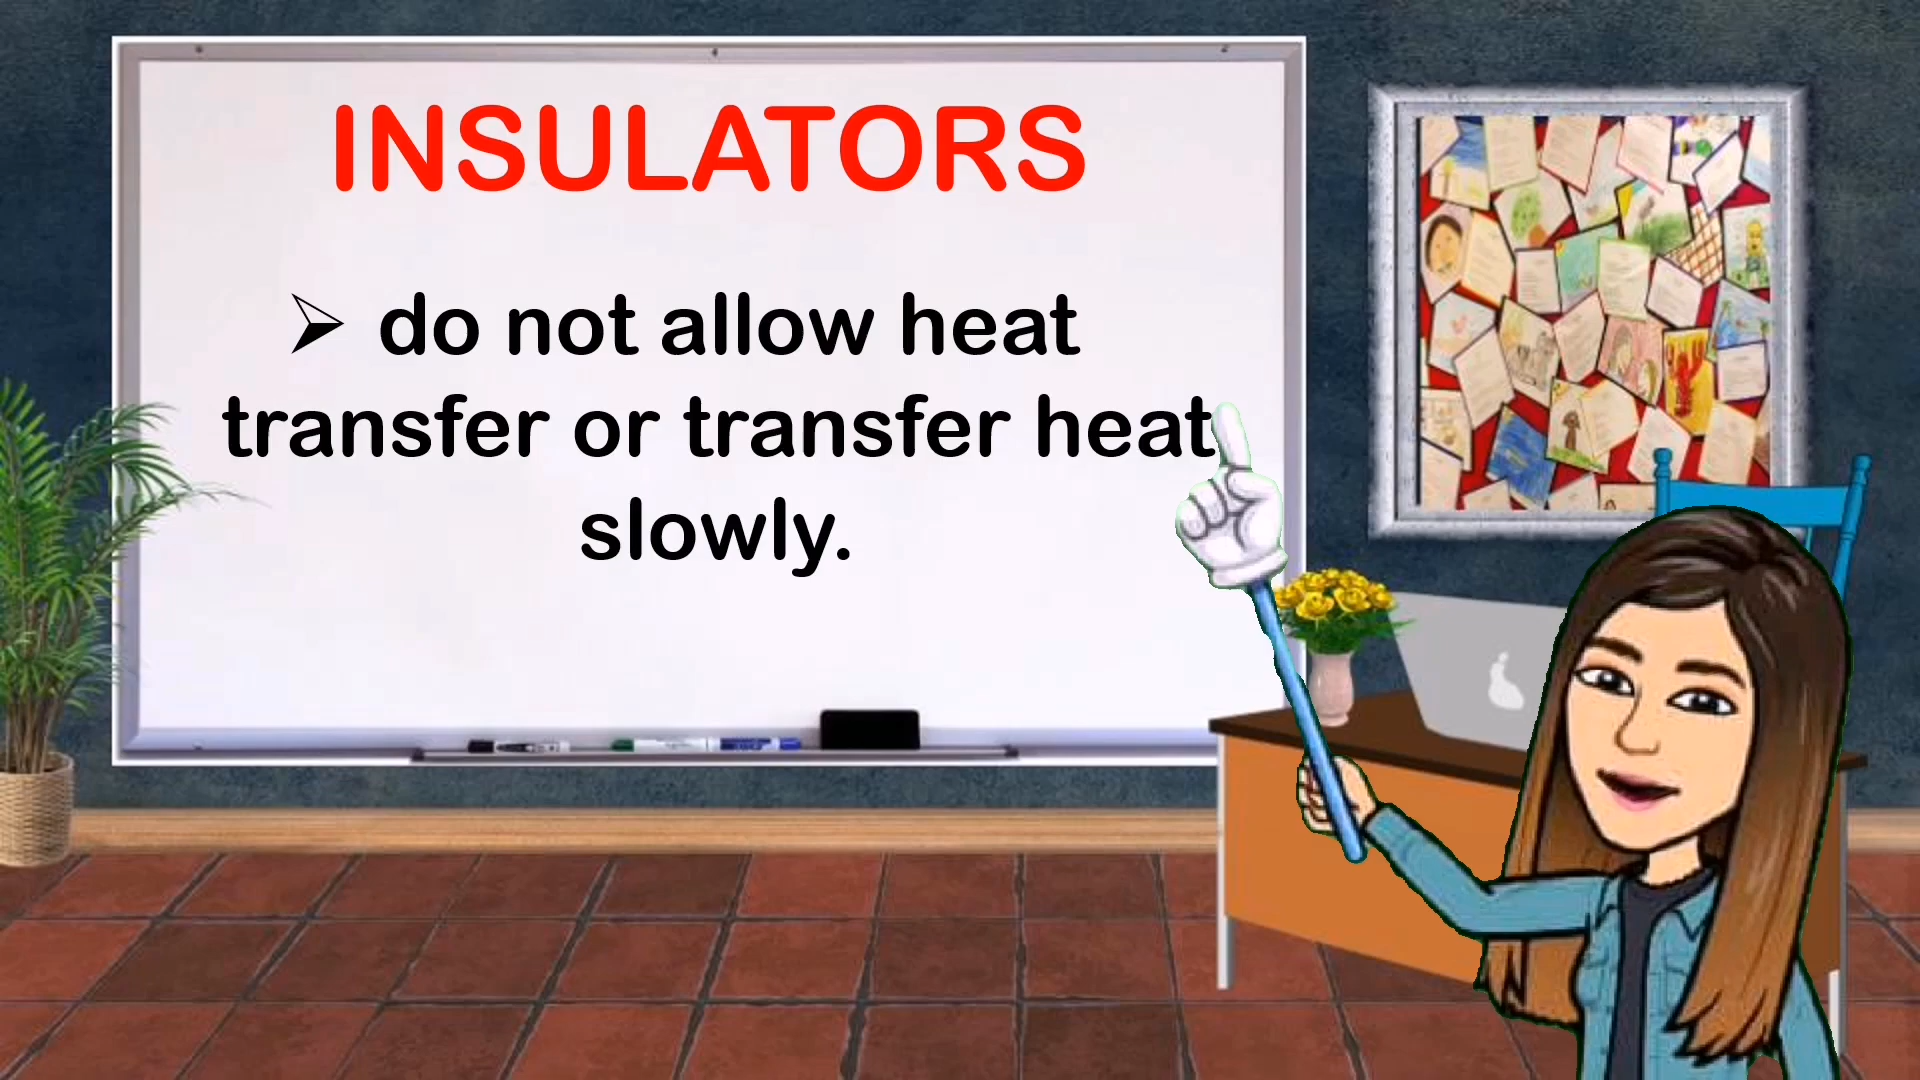 INSULATORS
➢ do not allow heat
transfer or transfer heat
slowly.